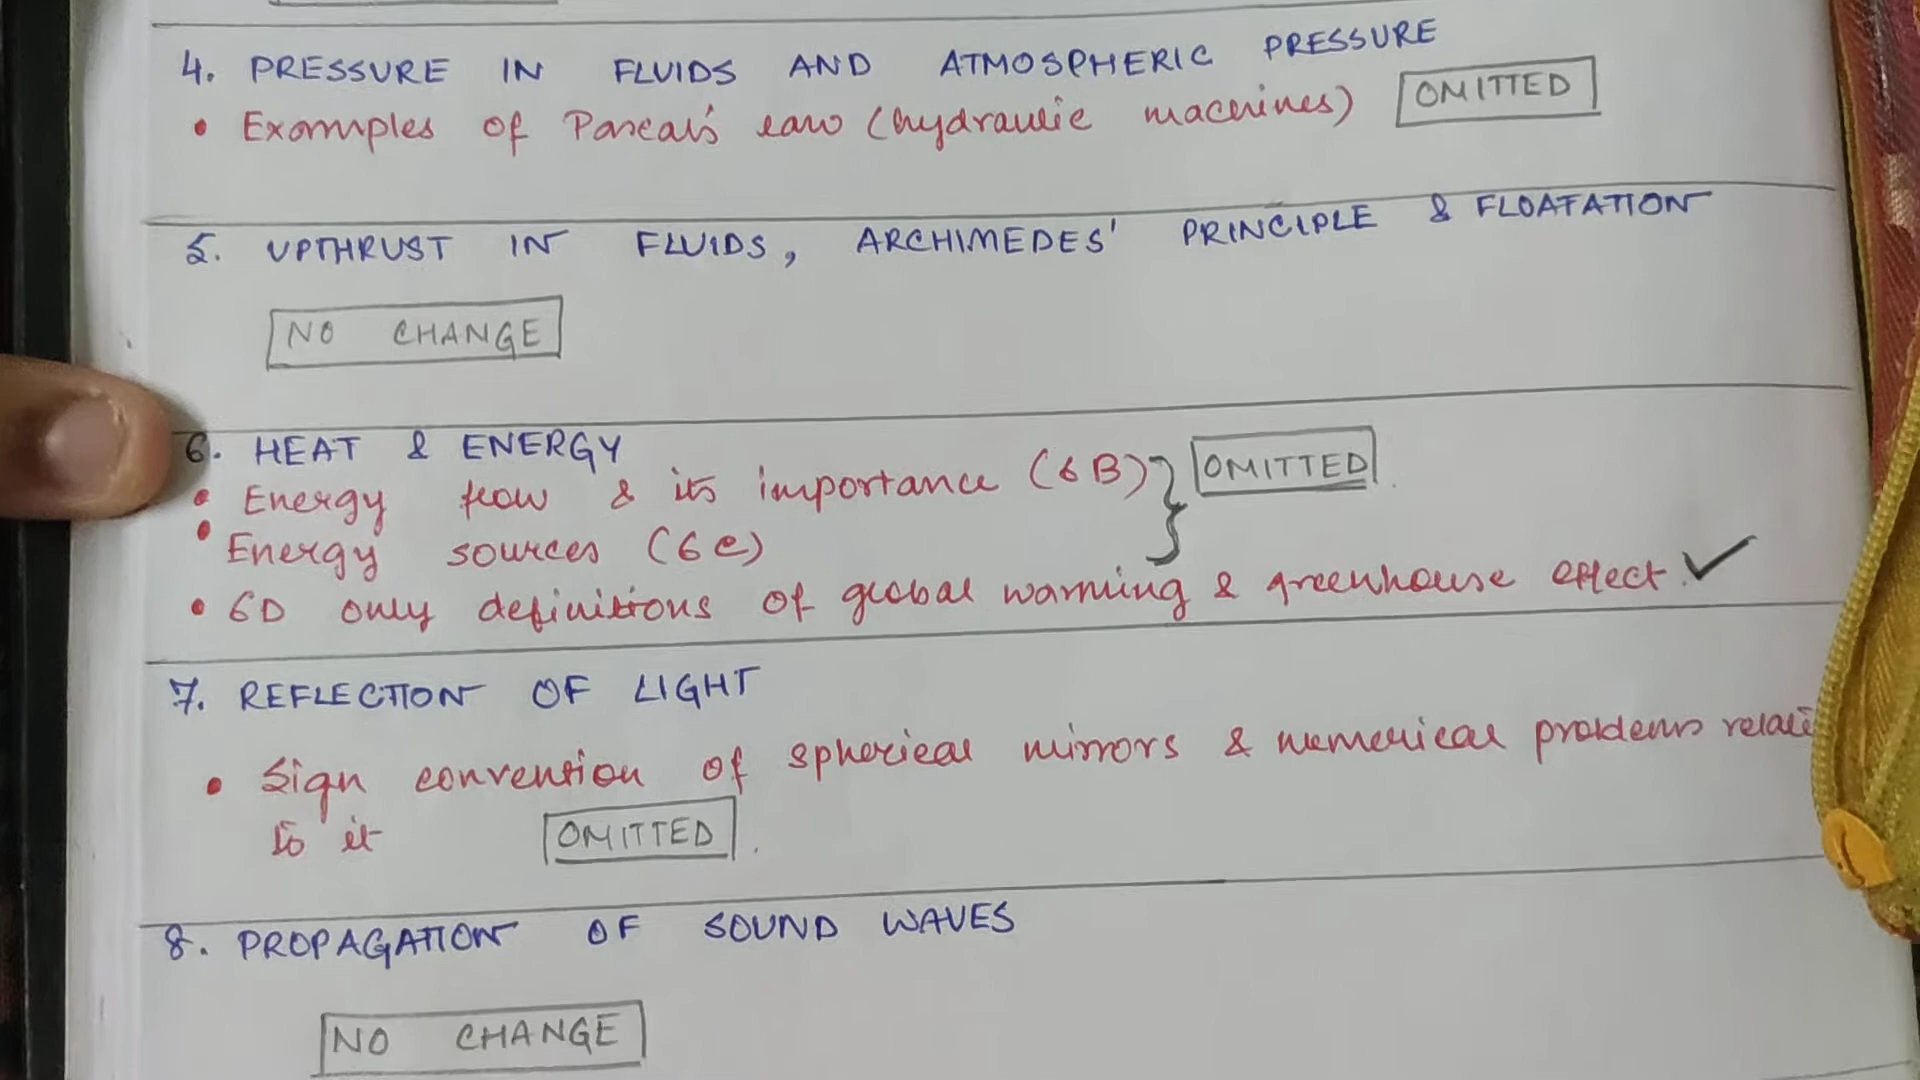 4. PRESSURE IN FLUIDS AND ATMOSPHERIC PRESSURE
• Examples of Pascal's law (hydraulic machines) OMITTED
5. UPTHRUST IN FLUIDS, ARCHIMEDES' PRINCIPLE & FLOATATION
NO CHANGE
6. HEAT & ENERGY
• Energy flow & its importance (6B) } OMITTED
• Energy sources (6C)
• 6D only definitions of global warming & greenhouse effect. ✓
7. REFLECTION OF LIGHT
• Sign convention of spherical mirrors & numerical problems relate
to it OMITTED
8. PROPAGATION OF SOUND WAVES
NO CHANGE